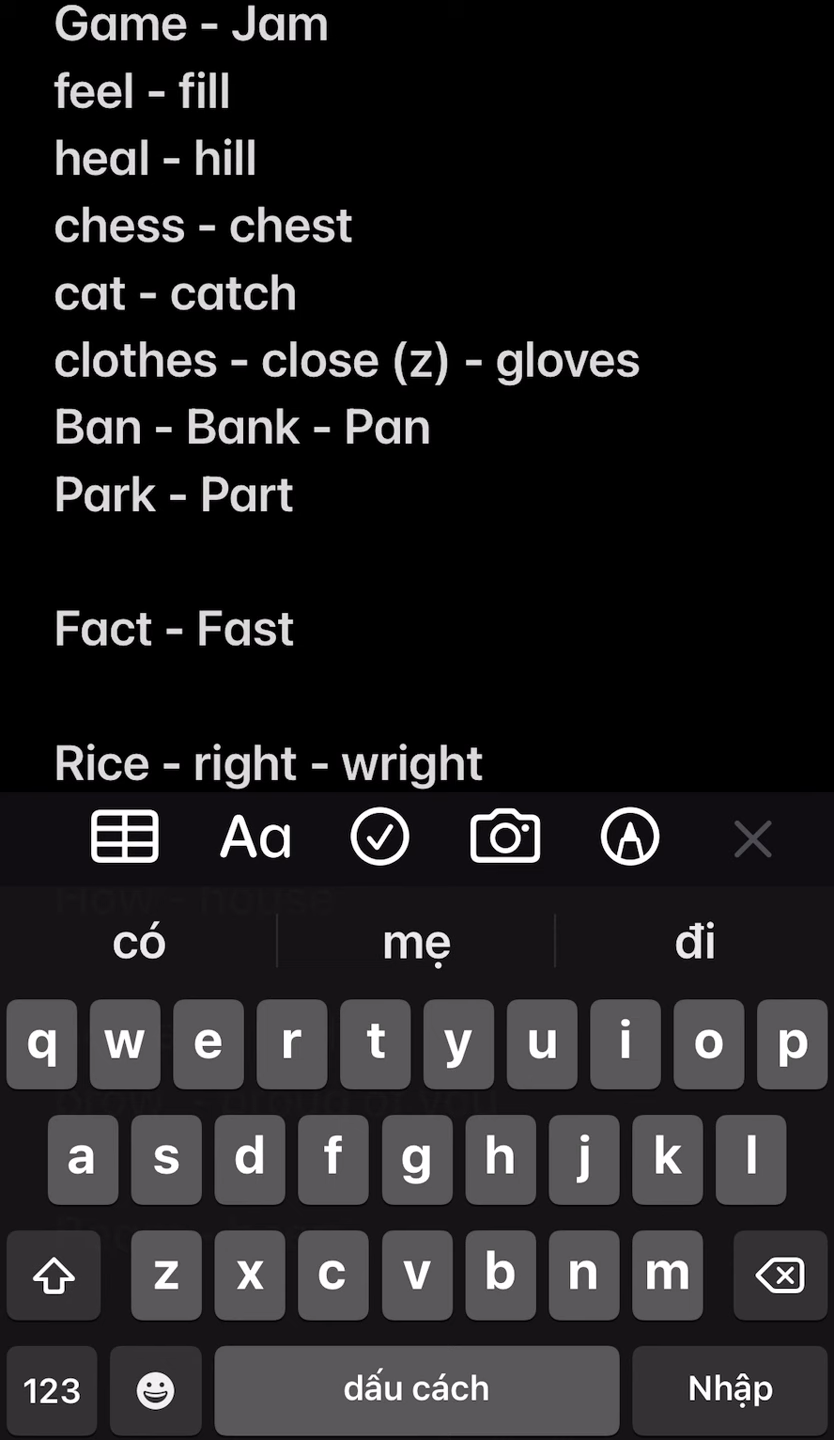 Game - Jam
feel - fill
heal - hill
chess - chest
cat - catch
clothes - close (z) - gloves
Ban - Bank - Pan
Park - Part
Fact - Fast
Rice - right - wright
Aa
có mẹ đi
q w e r t y u i o p
a s d f g h j k l
z x c v b n m
123 dấu cách Nhập